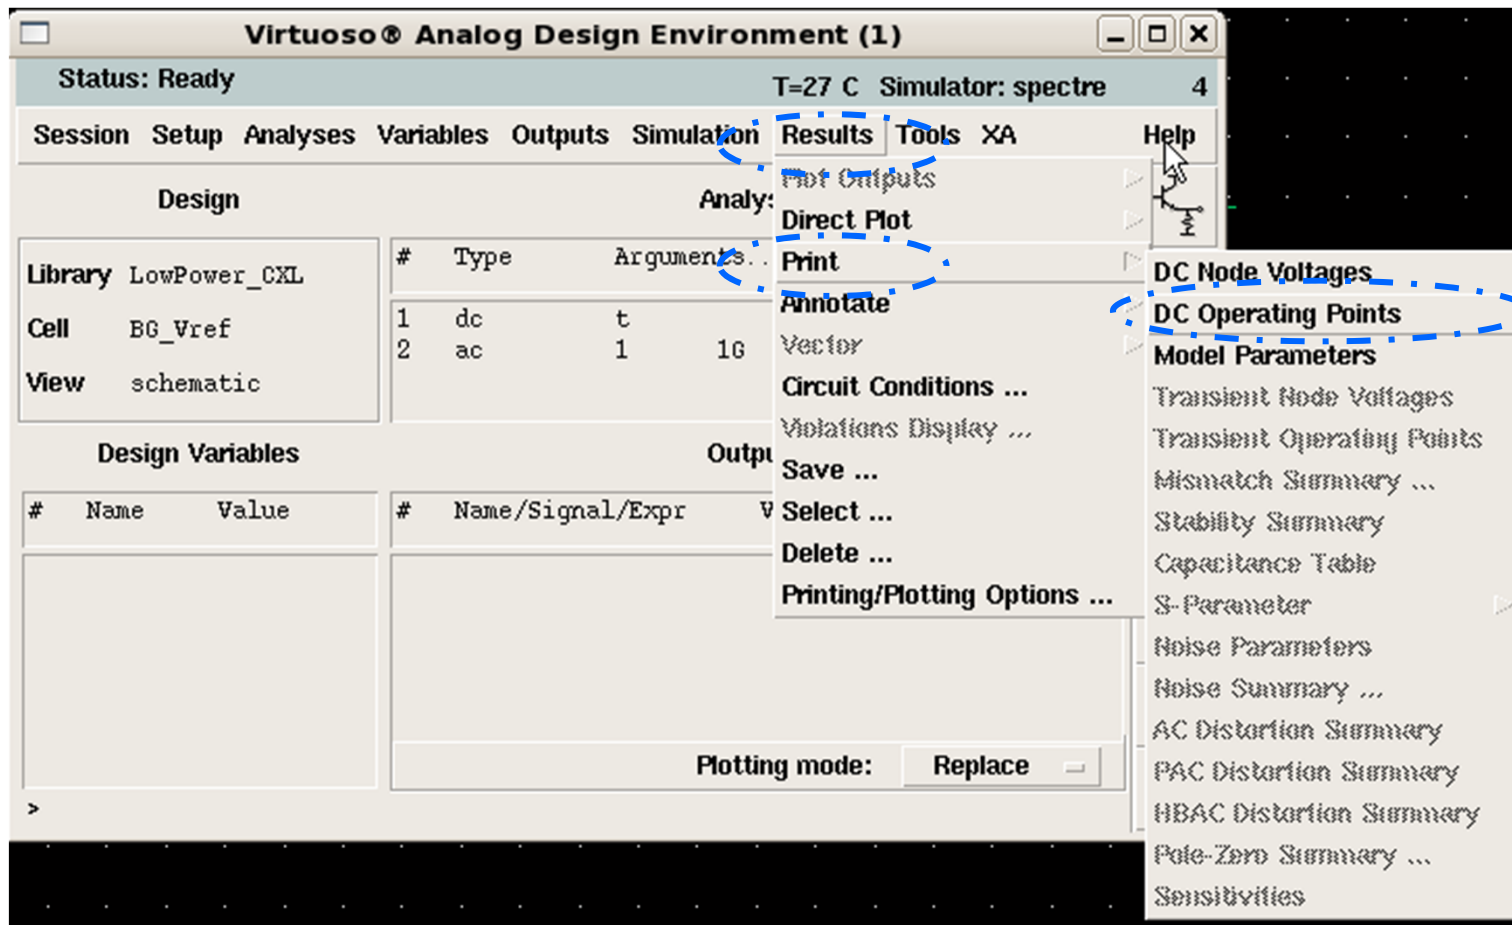 Virtuoso® Analog Design Environment (1)
Status: Ready
T=27 C Simulator: spectre 4
Session Setup Analyses Variables Outputs Simulation Results Tools XA Help
Design
Analys
Library LowPower_CXL
Cell BG_Vref
View schematic
# Type Arguments..
1 dc t
2 ac 1 1G
Design Variables
Outpu
# Name Value
# Name/Signal/Expr V
Plotting mode: Replace
>
Plot Outputs
Direct Plot
Print
Annotate
Vector
Circuit Conditions ...
Violations Display ...
Save ...
Select ...
Delete ...
Printing/Plotting Options ...
DC Node Voltages
DC Operating Points
Model Parameters
Transient Node Voltages
Transient Operating Points
Mismatch Summary ...
Stability Summary
Capacitance Table
S-Parameter
Noise Parameters
Noise Summary ...
AC Distortion Summary
PAC Distortion Summary
HBAC Distortion Summary
Pole-Zero Summary ...
Sensitivities